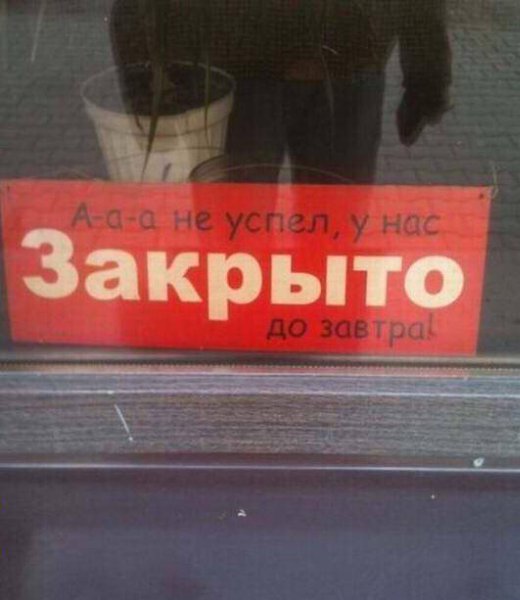 А-а-а не успел, у нас
Закрыто
до завтра!